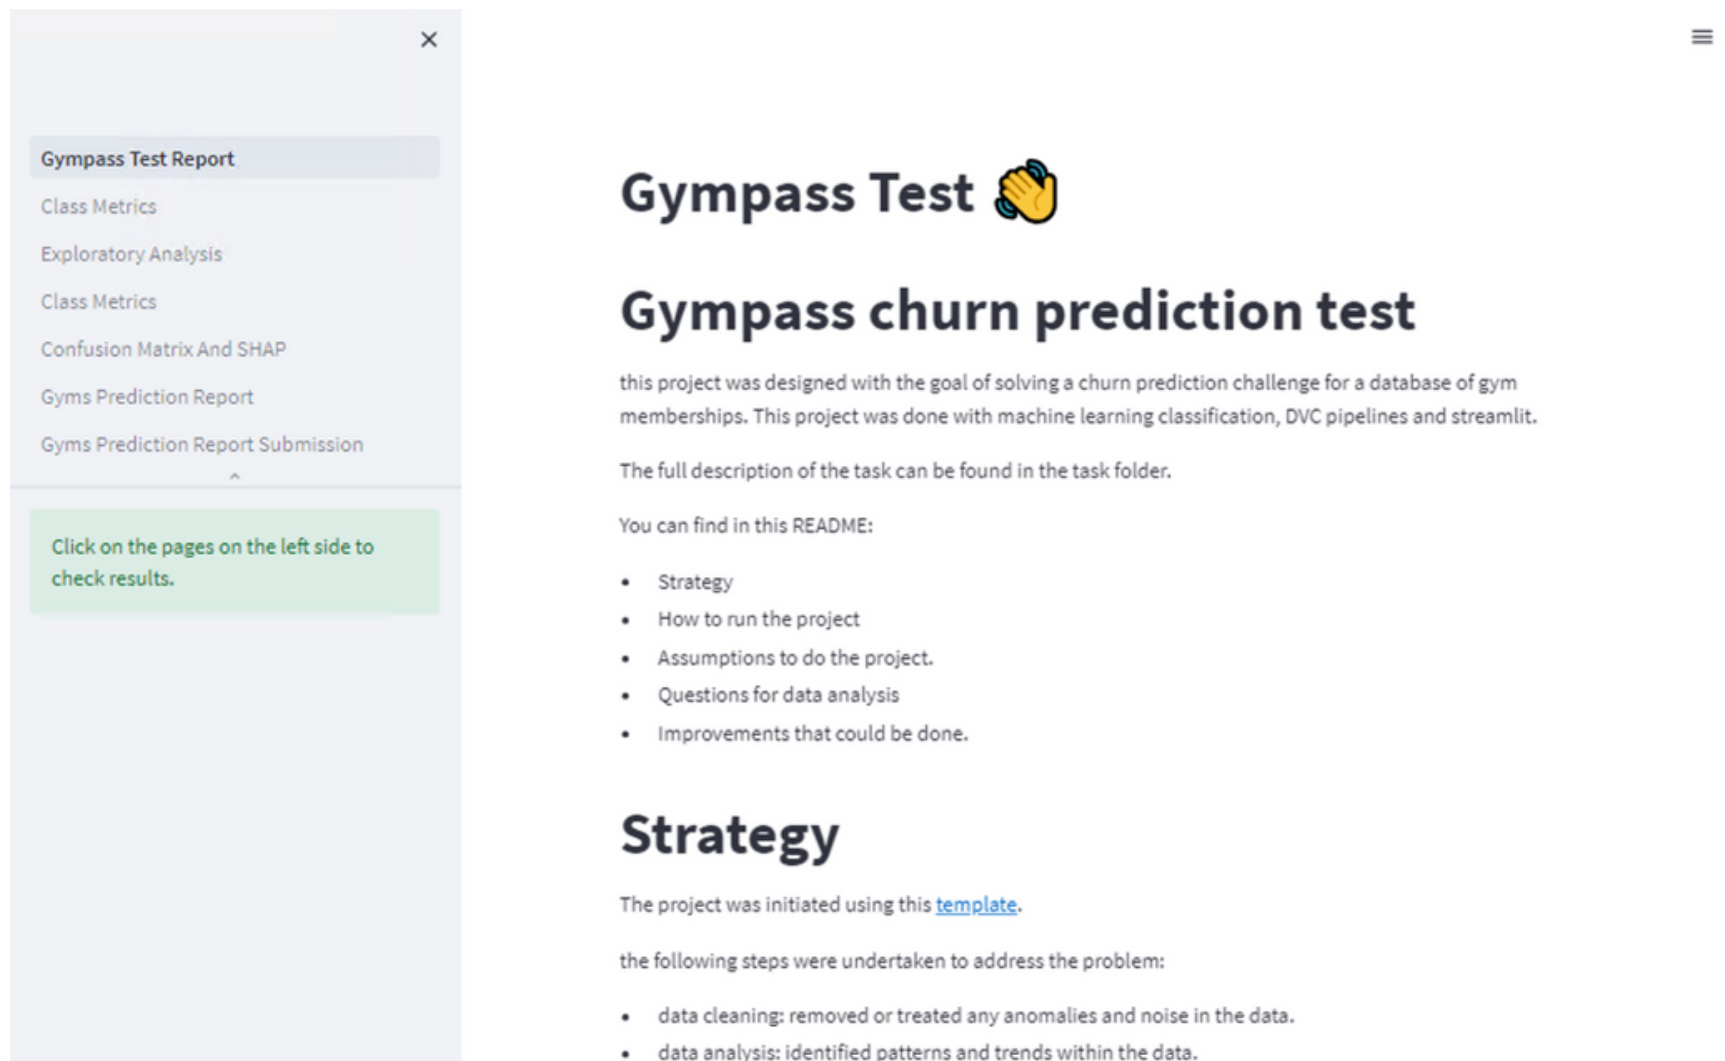 Gympass Test Report
Class Metrics
Exploratory Analysis
Class Metrics
Confusion Matrix And SHAP
Gyms Prediction Report
Gyms Prediction Report Submission
Click on the pages on the left side to
check results.
Gympass Test 👋
Gympass churn prediction test
this project was designed with the goal of solving a churn prediction challenge for a database of gym
memberships. This project was done with machine learning classification, DVC pipelines and streamlit.
The full description of the task can be found in the task folder.
You can find in this README:
• Strategy
• How to run the project
• Assumptions to do the project.
• Questions for data analysis
• Improvements that could be done.
Strategy
The project was initiated using this template.
the following steps were undertaken to address the problem:
• data cleaning: removed or treated any anomalies and noise in the data.
• data analysis: identified patterns and trends within the data.